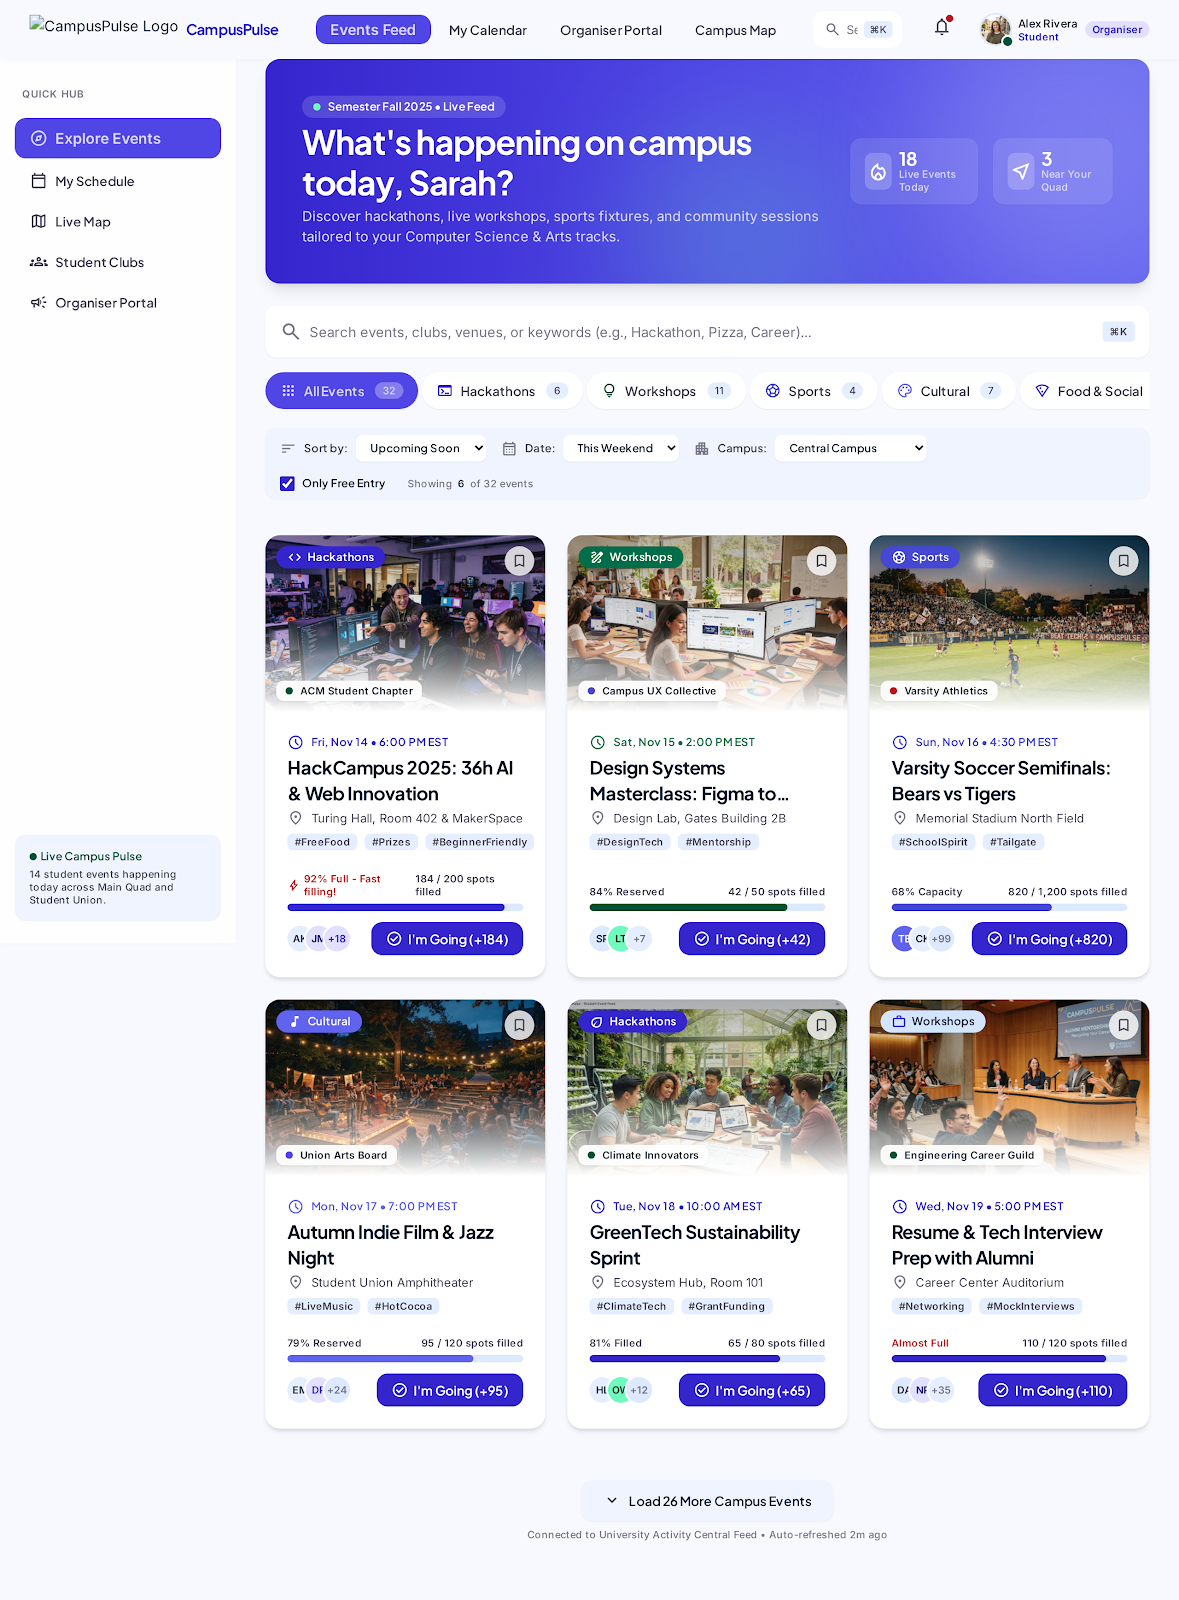 CampusPulse Logo CampusPulse Events Feed My Calendar Organiser Portal Campus Map ⌘K Alex Rivera Organiser
Student
QUICK HUB
Explore Events
My Schedule
Live Map
Student Clubs
Organiser Portal
Live Campus Pulse
14 student events happening
today across Main Quad and
Student Union.
Semester Fall 2025 • Live Feed
What's happening on campus
today, Sarah?
Discover hackathons, live workshops, sports fixtures, and community sessions
tailored to your Computer Science & Arts tracks.
18
Live Events
Today
3
Near Your
Quad
Search events, clubs, venues, or keywords (e.g., Hackathon, Pizza, Career)... ⌘K
All Events 32 Hackathons 6 Workshops 11 Sports 4 Cultural 7 Food & Social
Sort by: Upcoming Soon Date: This Weekend Campus: Central Campus
Only Free Entry Showing 6 of 32 events
Hackathons
ACM Student Chapter
Fri, Nov 14 • 6:00 PM EST
HackCampus 2025: 36h AI
& Web Innovation
Turing Hall, Room 402 & MakerSpace
#FreeFood #Prizes #BeginnerFriendly
92% Full - Fast
filling!
184 / 200 spots
filled
+18 I'm Going (+184)
Workshops
Campus UX Collective
Sat, Nov 15 • 2:00 PM EST
Design Systems
Masterclass: Figma to...
Design Lab, Gates Building 2B
#DesignTech #Mentorship
84% Reserved 42 / 50 spots filled
LT +7 I'm Going (+42)
Sports
BEAT TECH CAMPUSPULSE
Varsity Athletics
Sun, Nov 16 • 4:30 PM EST
Varsity Soccer Semifinals:
Bears vs Tigers
Memorial Stadium North Field
#SchoolSpirit #Tailgate
68% Capacity 820 / 1,200 spots filled
+99 I'm Going (+820)
Cultural
Union Arts Board
Mon, Nov 17 • 7:00 PM EST
Autumn Indie Film & Jazz
Night
Student Union Amphitheater
#LiveMusic #HotCocoa
79% Reserved 95 / 120 spots filled
+24 I'm Going (+95)
Hackathons
Climate Innovators
Tue, Nov 18 • 10:00 AM EST
GreenTech Sustainability
Sprint
Ecosystem Hub, Room 101
#ClimateTech #GrantFunding
81% Filled 65 / 80 spots filled
+12 I'm Going (+65)
Workshops
CAMPUSPULSE
Engineering Career Guild
Wed, Nov 19 • 5:00 PM EST
Resume & Tech Interview
Prep with Alumni
Career Center Auditorium
#Networking #MockInterviews
Almost Full 110 / 120 spots filled
+35 I'm Going (+110)
Load 26 More Campus Events
Connected to University Activity Central Feed • Auto-refreshed 2m ago